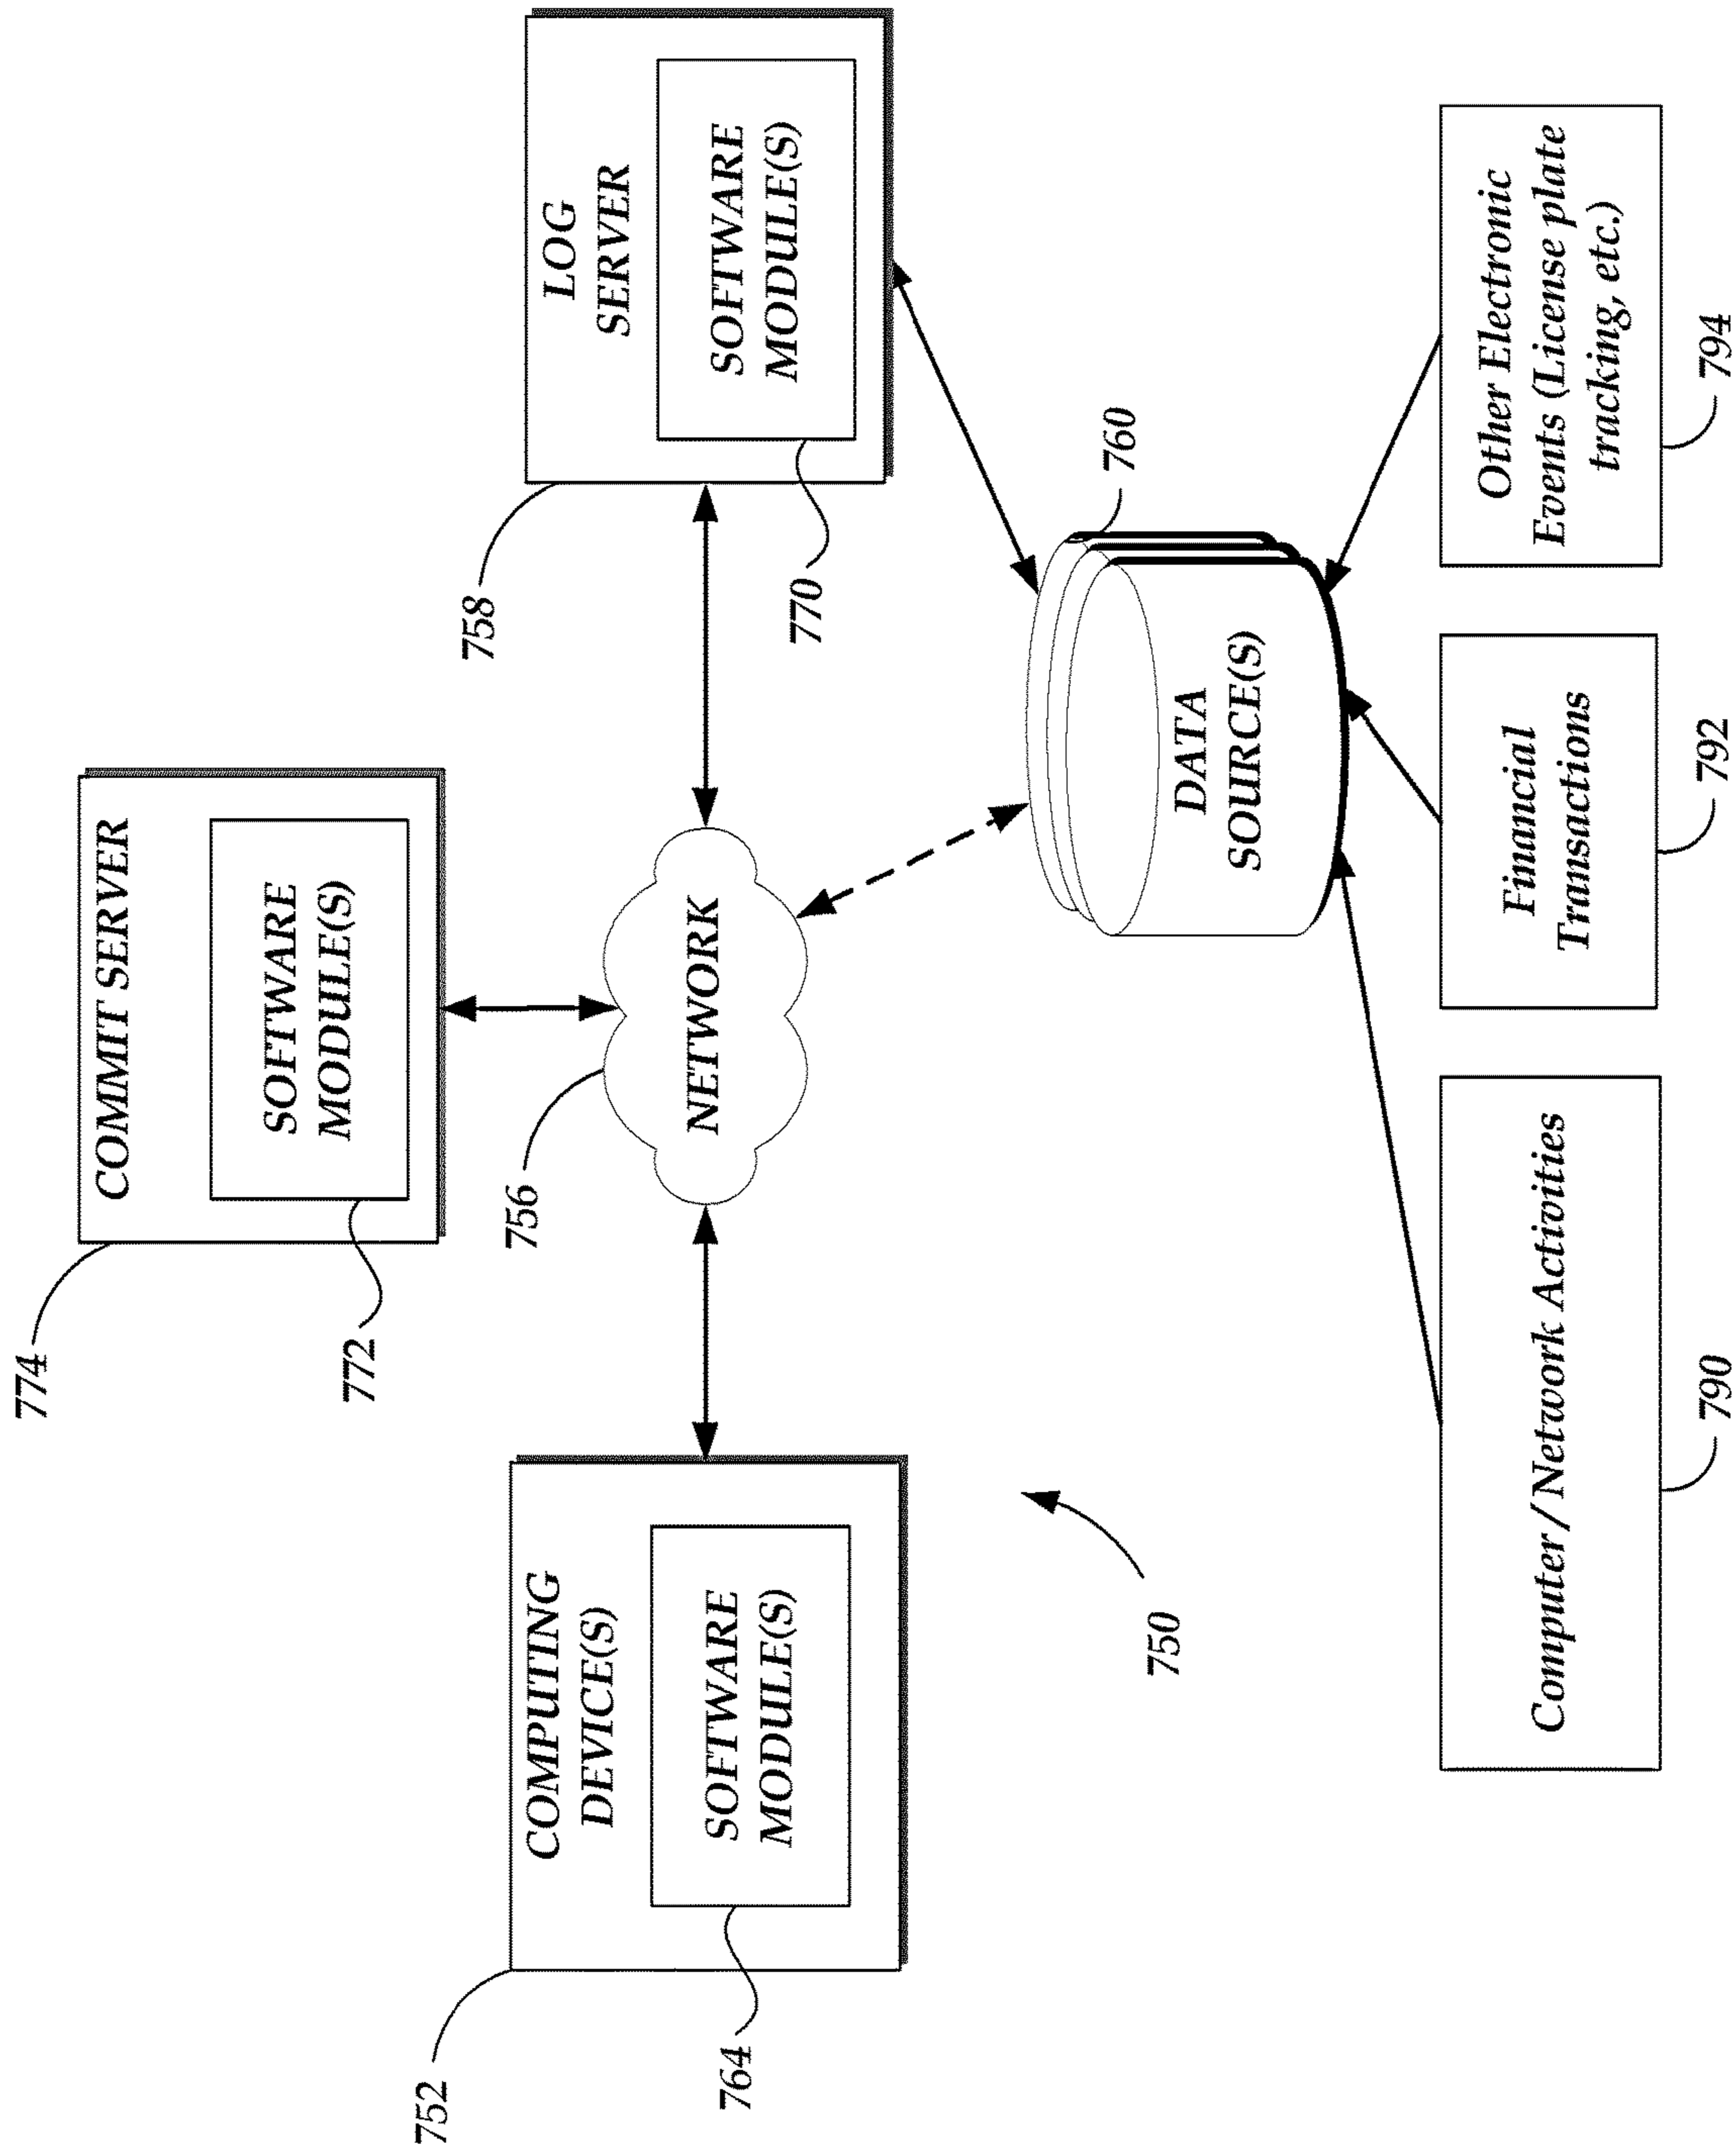 774
COMMIT SERVER
SOFTWARE
MODULE(S)
772
752
COMPUTING
DEVICE(S)
SOFTWARE
MODULE(S)
764
756
NETWORK
758
LOG
SERVER
SOFTWARE
MODULE(S)
770
760
DATA
SOURCE(S)
750
Computer/Network Activities
790
Financial
Transactions
792
Other Electronic
Events (License plate
tracking, etc.)
794